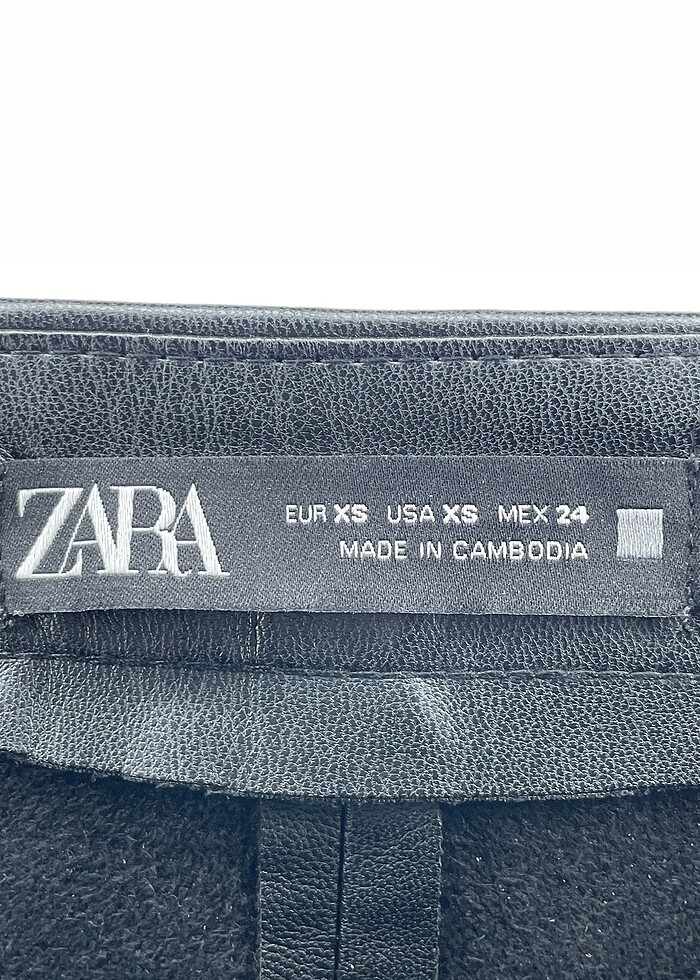 ZARA
EUR XS USA XS MEX 24
MADE IN CAMBODIA